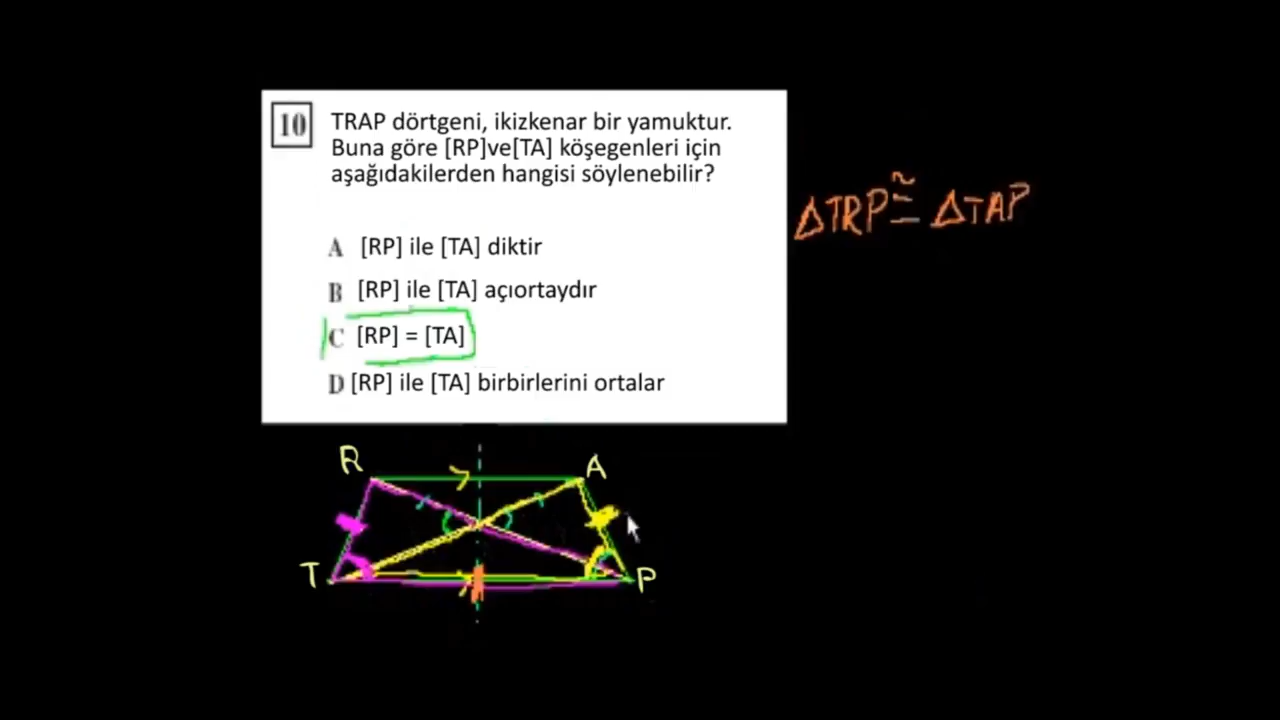 10 TRAP dörtgeni, ikizkenar bir yamuktur.
Buna göre [RP]ve[TA] köşegenleri için
aşağıdakilerden hangisi söylenebilir?
A [RP] ile [TA] diktir
B [RP] ile [TA] açıortaydır
C [RP] = [TA]
D [RP] ile [TA] birbirlerini ortalar
ΔTRP ≅ ΔTAP
R A
T P